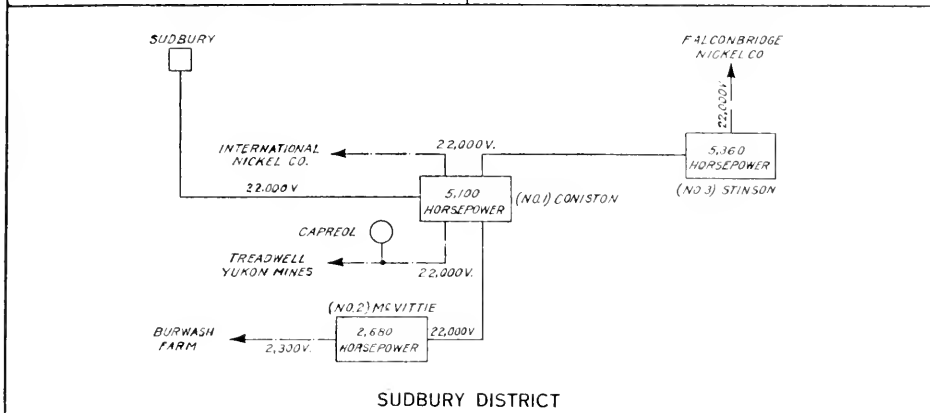 SUDBURY
FALCONBRIDGE
NICKEL CO
22,000V
INTERNATIONAL
NICKEL CO.
22,000V.
5,360
HORSEPOWER
(NO.3) STINSON
22,000V
5,100
HORSEPOWER
(NO.1) CONISTON
CAPREOL
TREADWELL
YUKON MINES
22,000V.
(NO.2) McVITTIE
BURWASH
FARM
2,300V.
2,680
HORSEPOWER
22,000V
SUDBURY DISTRICT